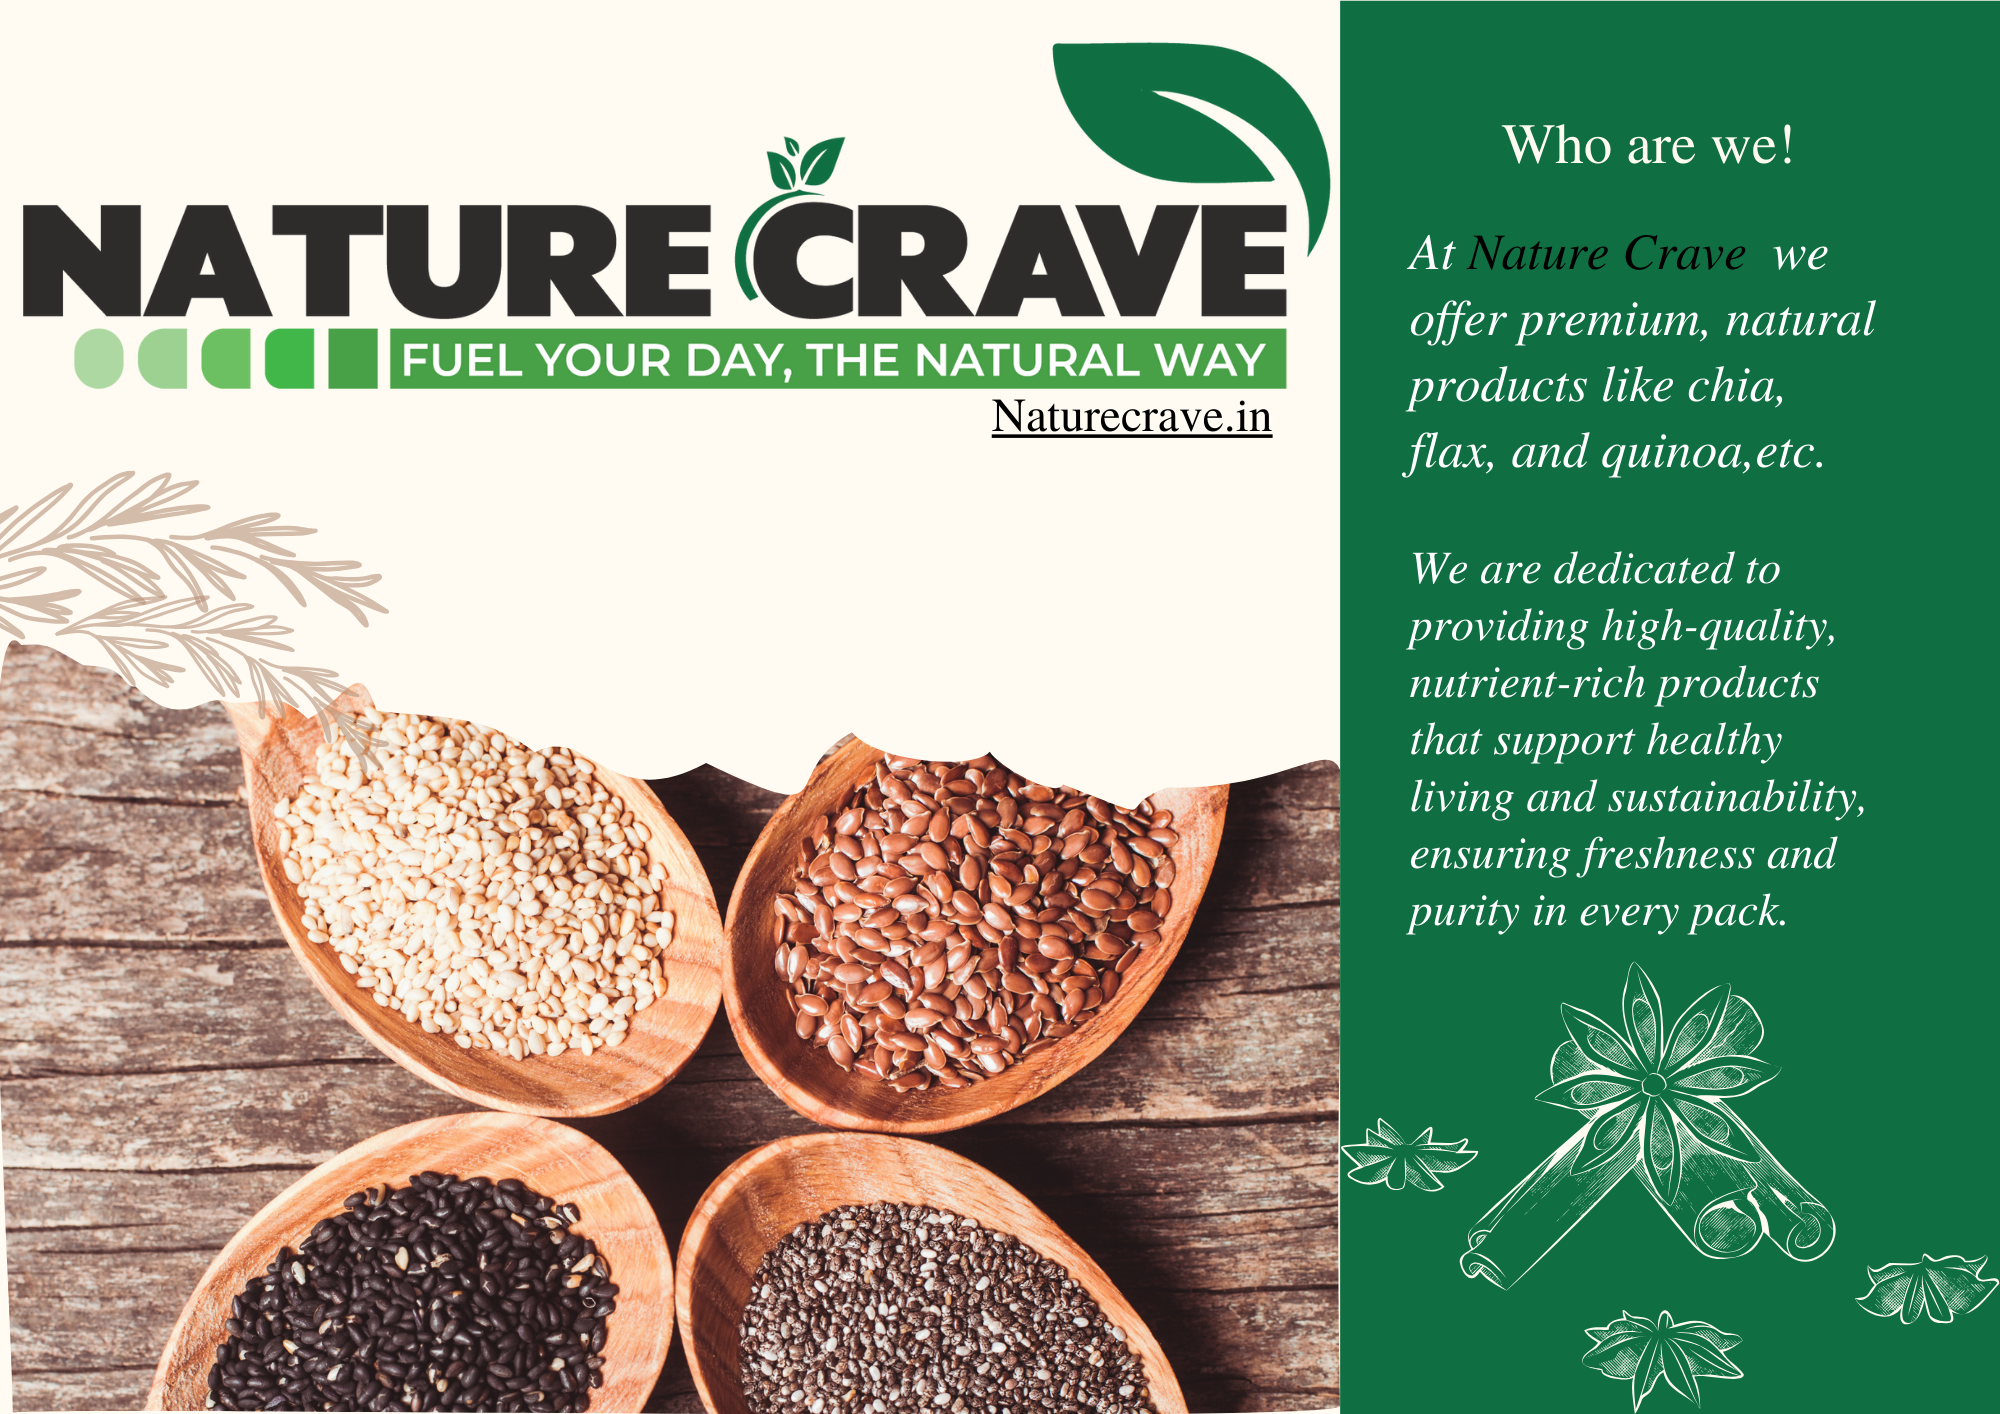 NATURE CRAVE
FUEL YOUR DAY, THE NATURAL WAY
Naturecrave.in
Who are we!
At Nature Crave we
offer premium, natural
products like chia,
flax, and quinoa,etc.
We are dedicated to
providing high-quality,
nutrient-rich products
that support healthy
living and sustainability,
ensuring freshness and
purity in every pack.